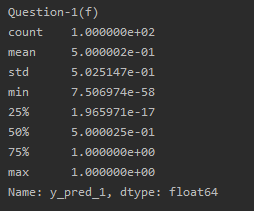 Question-1(f)
count    1.000000e+02
mean     5.000002e-01
std      5.025147e-01
min      7.506974e-58
25%      1.965971e-17
50%      5.000025e-01
75%      1.000000e+00
max      1.000000e+00
Name: y_pred_1, dtype: float64